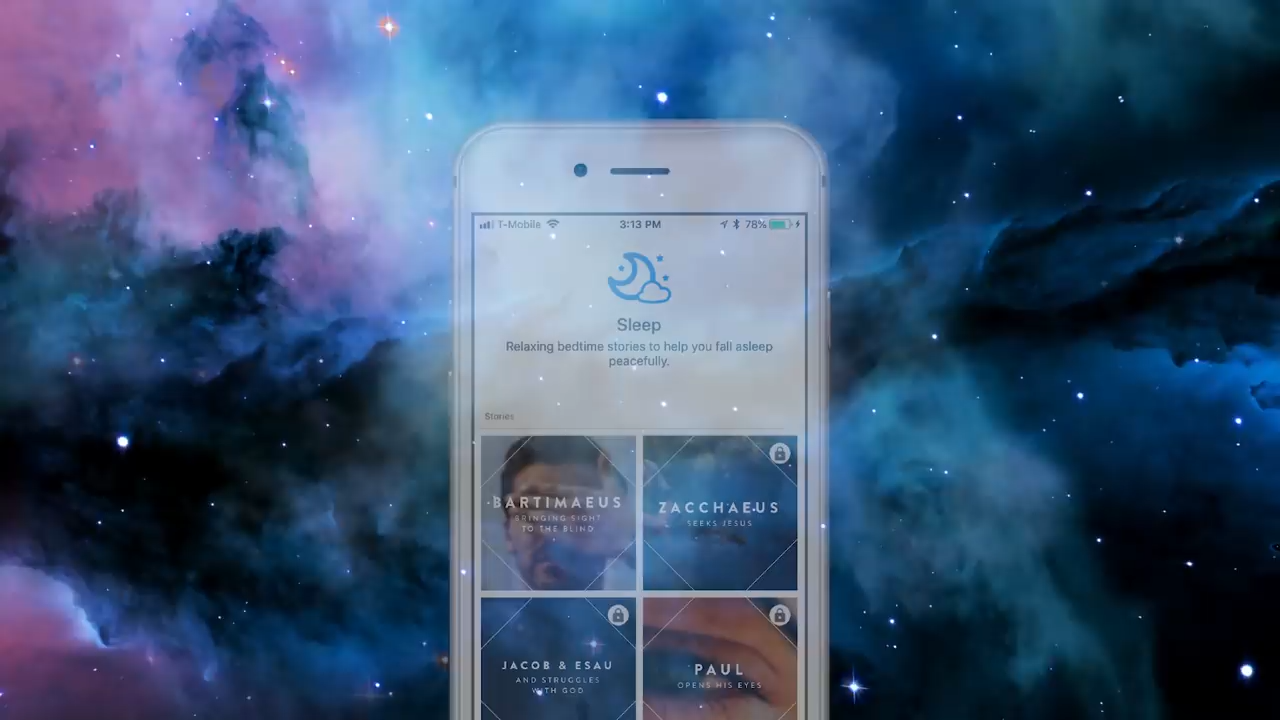 T-Mobile 3:13 PM 78%
Sleep
Relaxing bedtime stories to help you fall asleep
peacefully.
Stories
BARTIMAEUS
BRINGING SIGHT
TO THE BLIND
ZACCHAEUS
SEEKS JESUS
JACOB & ESAU
AND STRUGGLES
WITH GOD
PAUL
OPENS HIS EYES